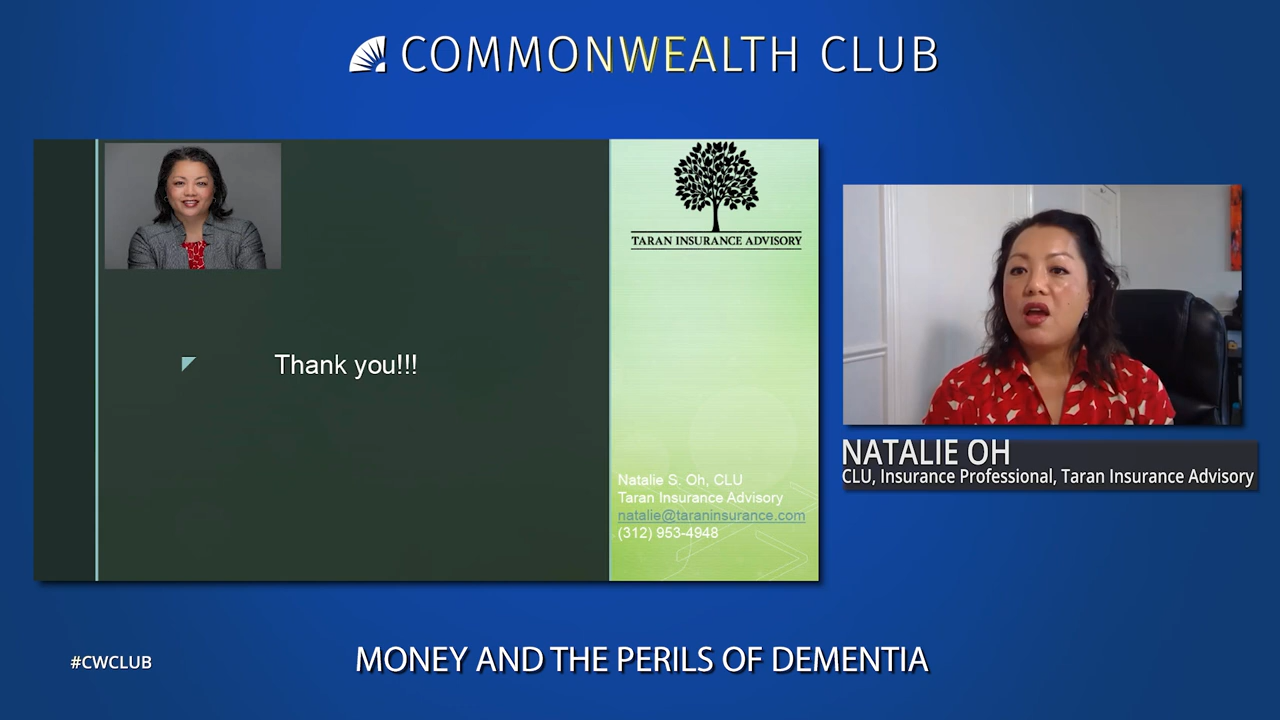 COMMONWEALTH CLUB
TARAN INSURANCE ADVISORY
Thank you!!!
Natalie S. Oh, CLU
Taran Insurance Advisory
natalie@taraninsurance.com
(312) 953-4948
NATALIE OH
CLU, Insurance Professional, Taran Insurance Advisory
#CWCLUB
MONEY AND THE PERILS OF DEMENTIA